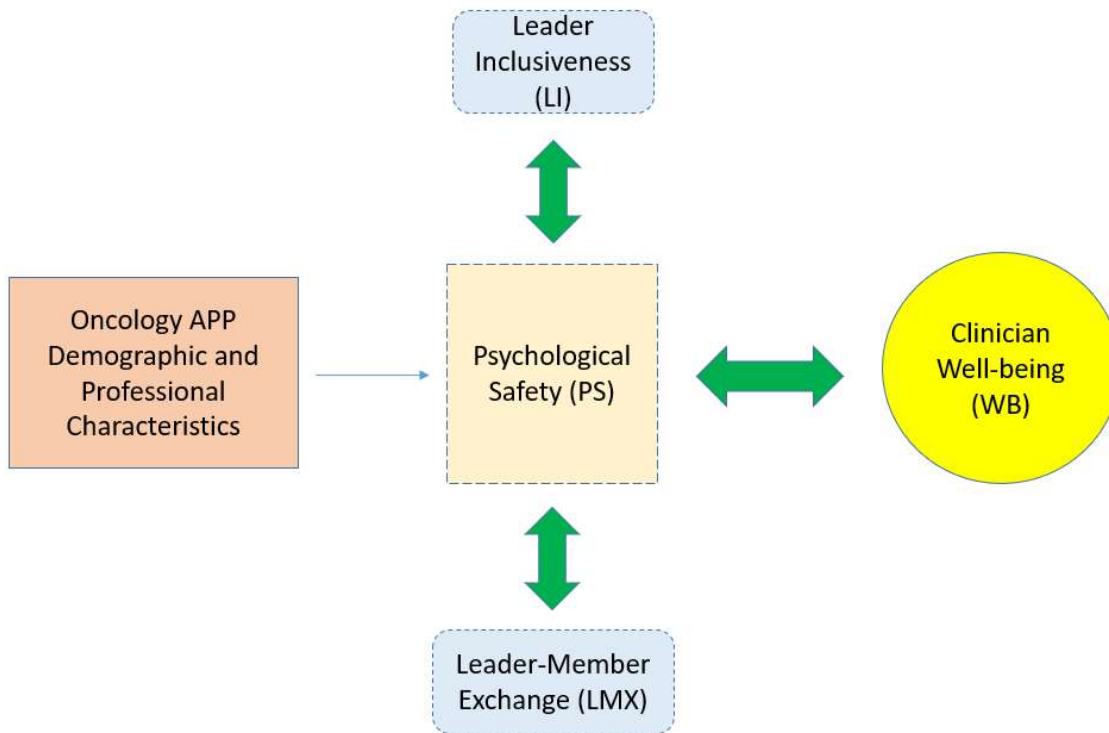 Leader
Inclusiveness
(LI)
Oncology APP
Demographic and
Professional
Characteristics
Psychological
Safety (PS)
Clinician
Well-being
(WB)
Leader-Member
Exchange (LMX)